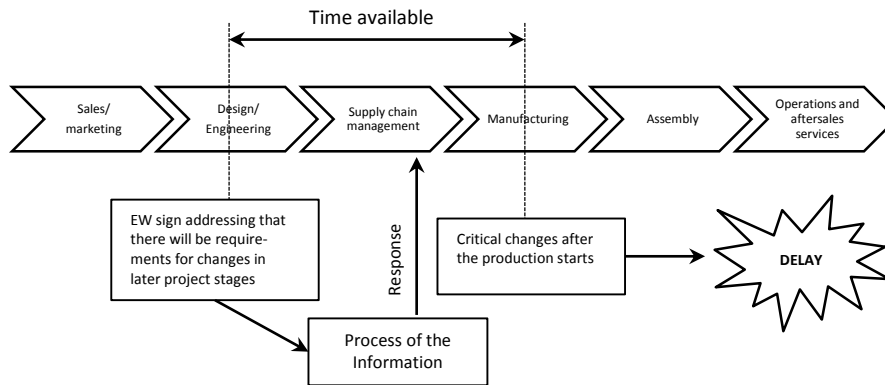 Time available
Sales/
marketing
Design/
Engineering
Supply chain
management
Manufacturing
Assembly
Operations and
aftersales
services
EW sign addressing that
there will be require-
ments for changes in
later project stages
Response
Critical changes after
the production starts
DELAY
Process of the
Information